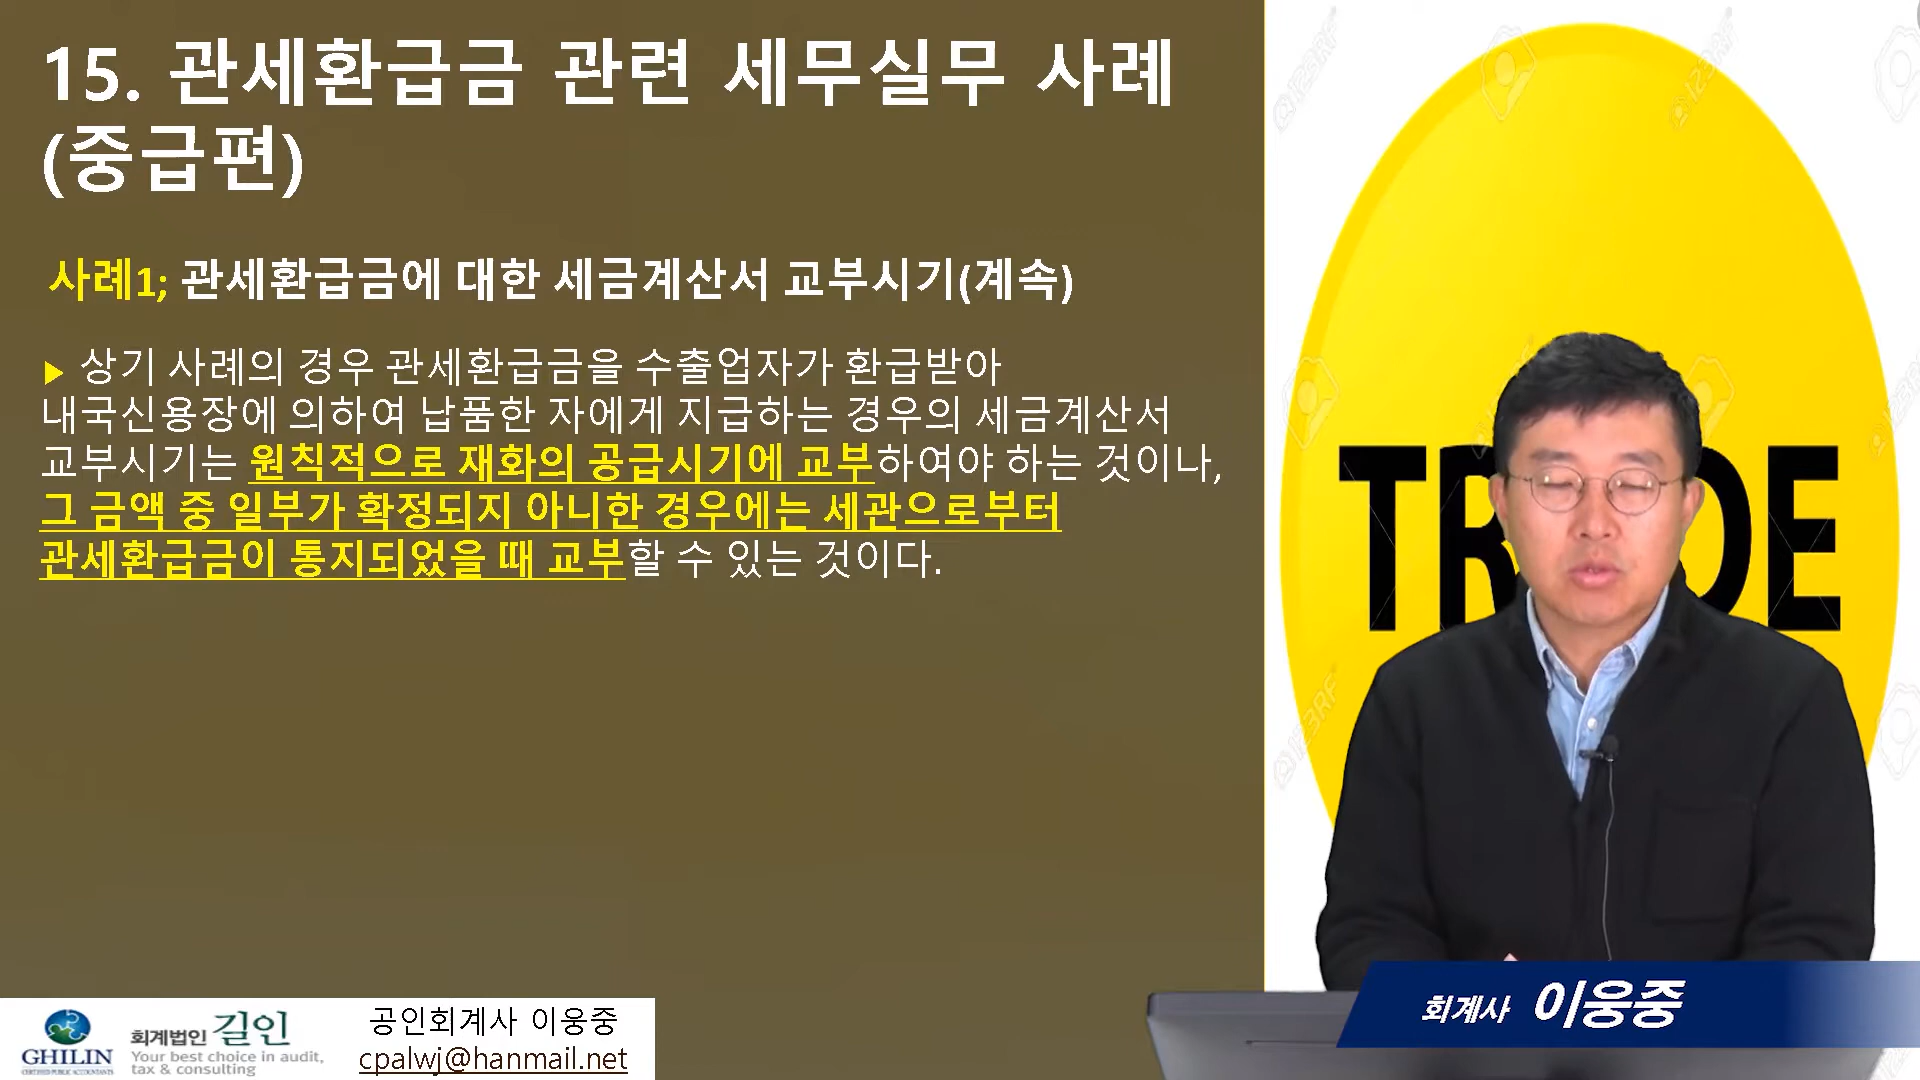 15. 관세환급금 관련 세무실무 사례
(중급편)
사례1; 관세환급금에 대한 세금계산서 교부시기(계속)
▶ 상기 사례의 경우 관세환급금을 수출업자가 환급받아
내국신용장에 의하여 납품한 자에게 지급하는 경우의 세금계산서
교부시기는 원칙적으로 재화의 공급시기에 교부하여야 하는 것이나,
그 금액 중 일부가 확정되지 아니한 경우에는 세관으로부터
관세환급금이 통지되었을 때 교부할 수 있는 것이다.
회계사 이웅중
GHILIN
CERTIFIED PUBLIC ACCOUNTANTS
회계법인 길인
Your best choice in audit,
tax & consulting
공인회계사 이웅중
cpalwj@hanmail.net
123RF